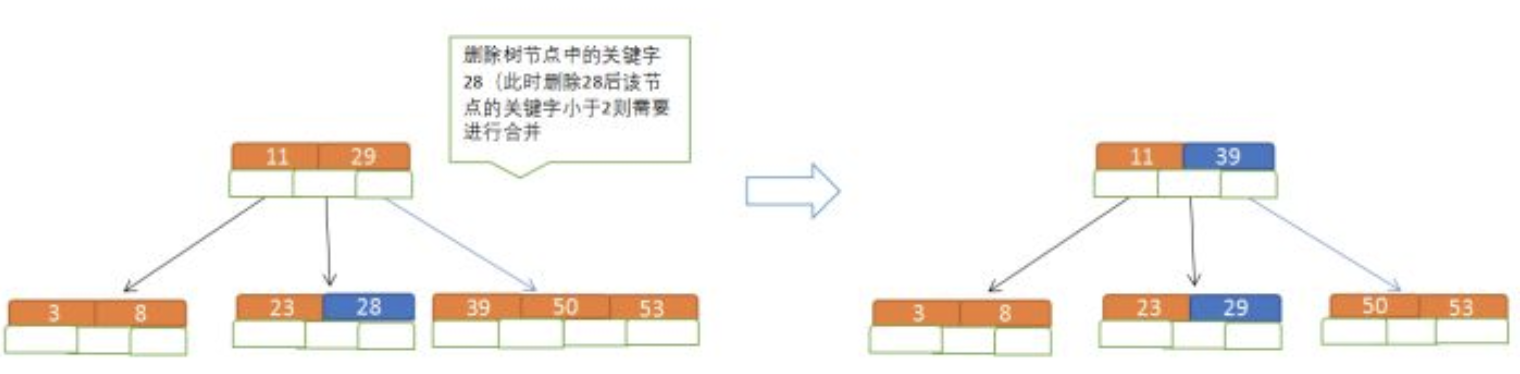 删除树节点中的关键字
28（此时删除28后该节
点的关键字小于2则需要
进行合并
11 29
11 39
3 8
23 28
39 50 53
3 8
23 29
50 53